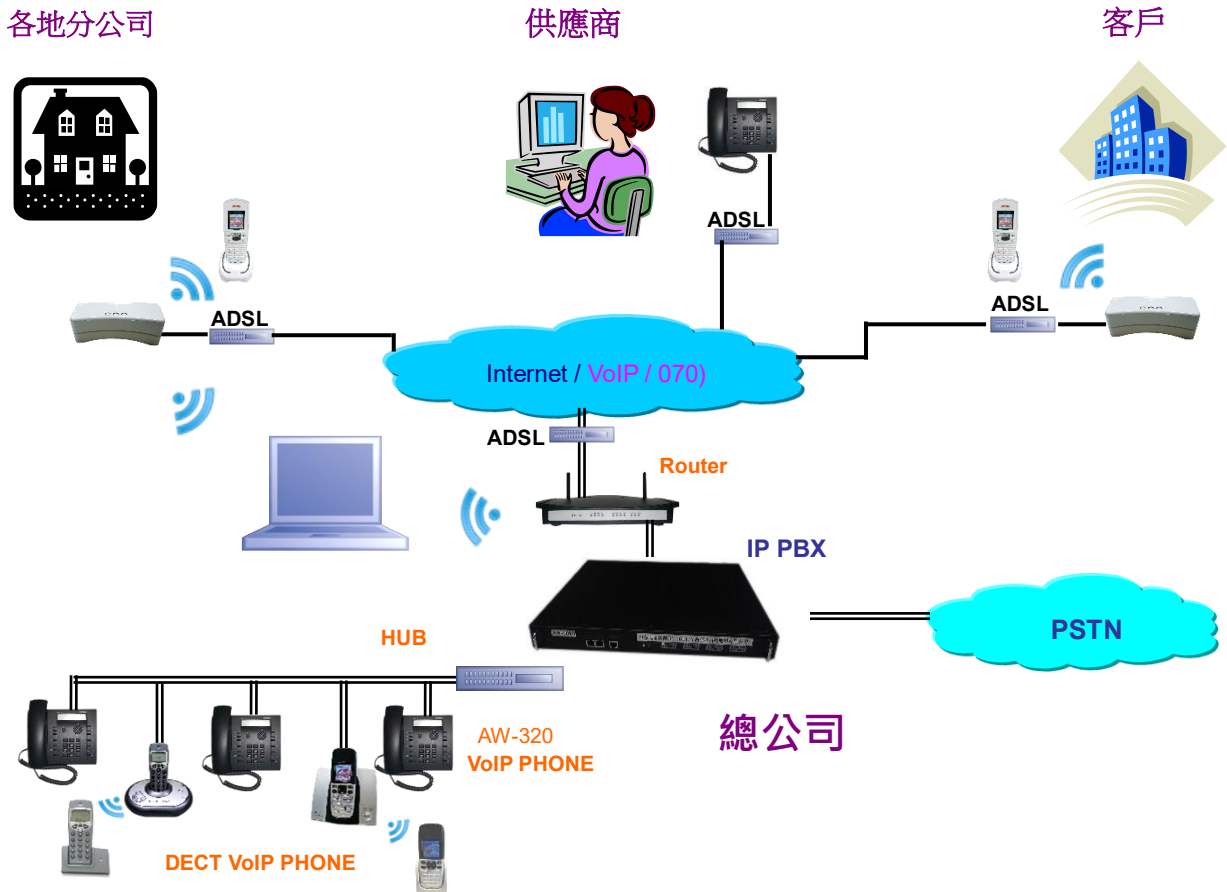 各地分公司
供應商
客戶
ADSL
ADSL
ADSL
Internet / VoIP / 070)
ADSL
Router
IP PBX
PSTN
HUB
總公司
AW-320
VoIP PHONE
DECT VoIP PHONE